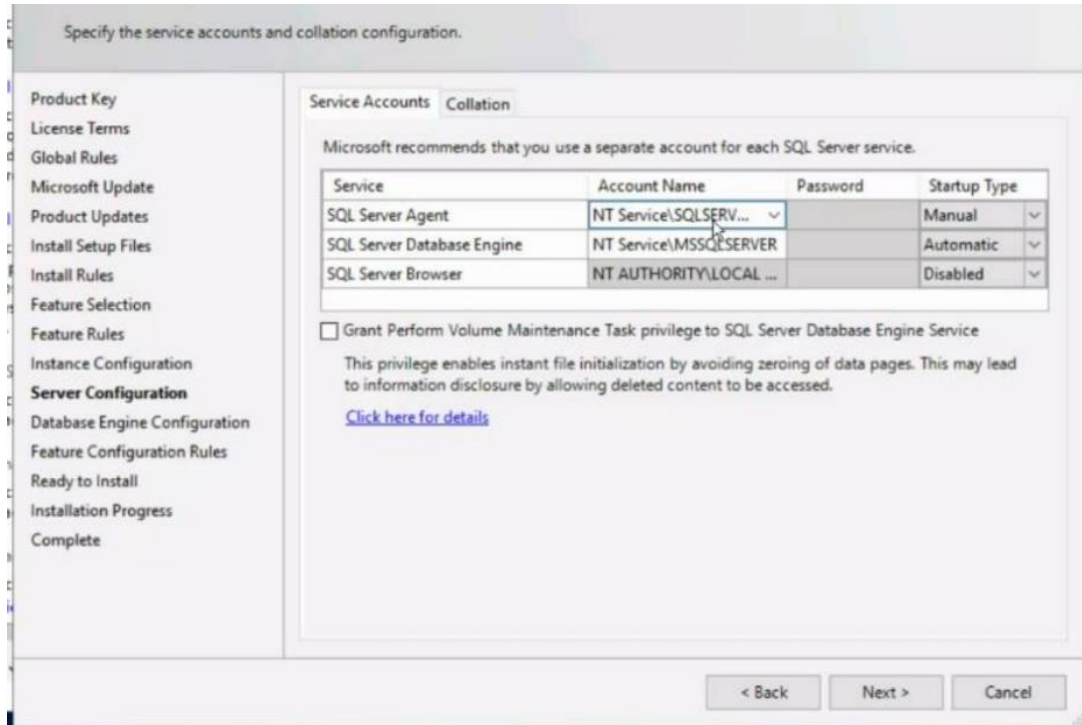 Specify the service accounts and collation configuration.
Product Key
License Terms
Global Rules
Microsoft Update
Product Updates
Install Setup Files
Install Rules
Feature Selection
Feature Rules
Instance Configuration
Server Configuration
Database Engine Configuration
Feature Configuration Rules
Ready to Install
Installation Progress
Complete
Service Accounts Collation
Microsoft recommends that you use a separate account for each SQL Server service.
Service Account Name Password Startup Type
SQL Server Agent NT Service\SQLSERV... Manual
SQL Server Database Engine NT Service\MSSQLSERVER Automatic
SQL Server Browser NT AUTHORITY\LOCAL ... Disabled
Grant Perform Volume Maintenance Task privilege to SQL Server Database Engine Service
This privilege enables instant file initialization by avoiding zeroing of data pages. This may lead
to information disclosure by allowing deleted content to be accessed.
Click here for details
< Back Next > Cancel